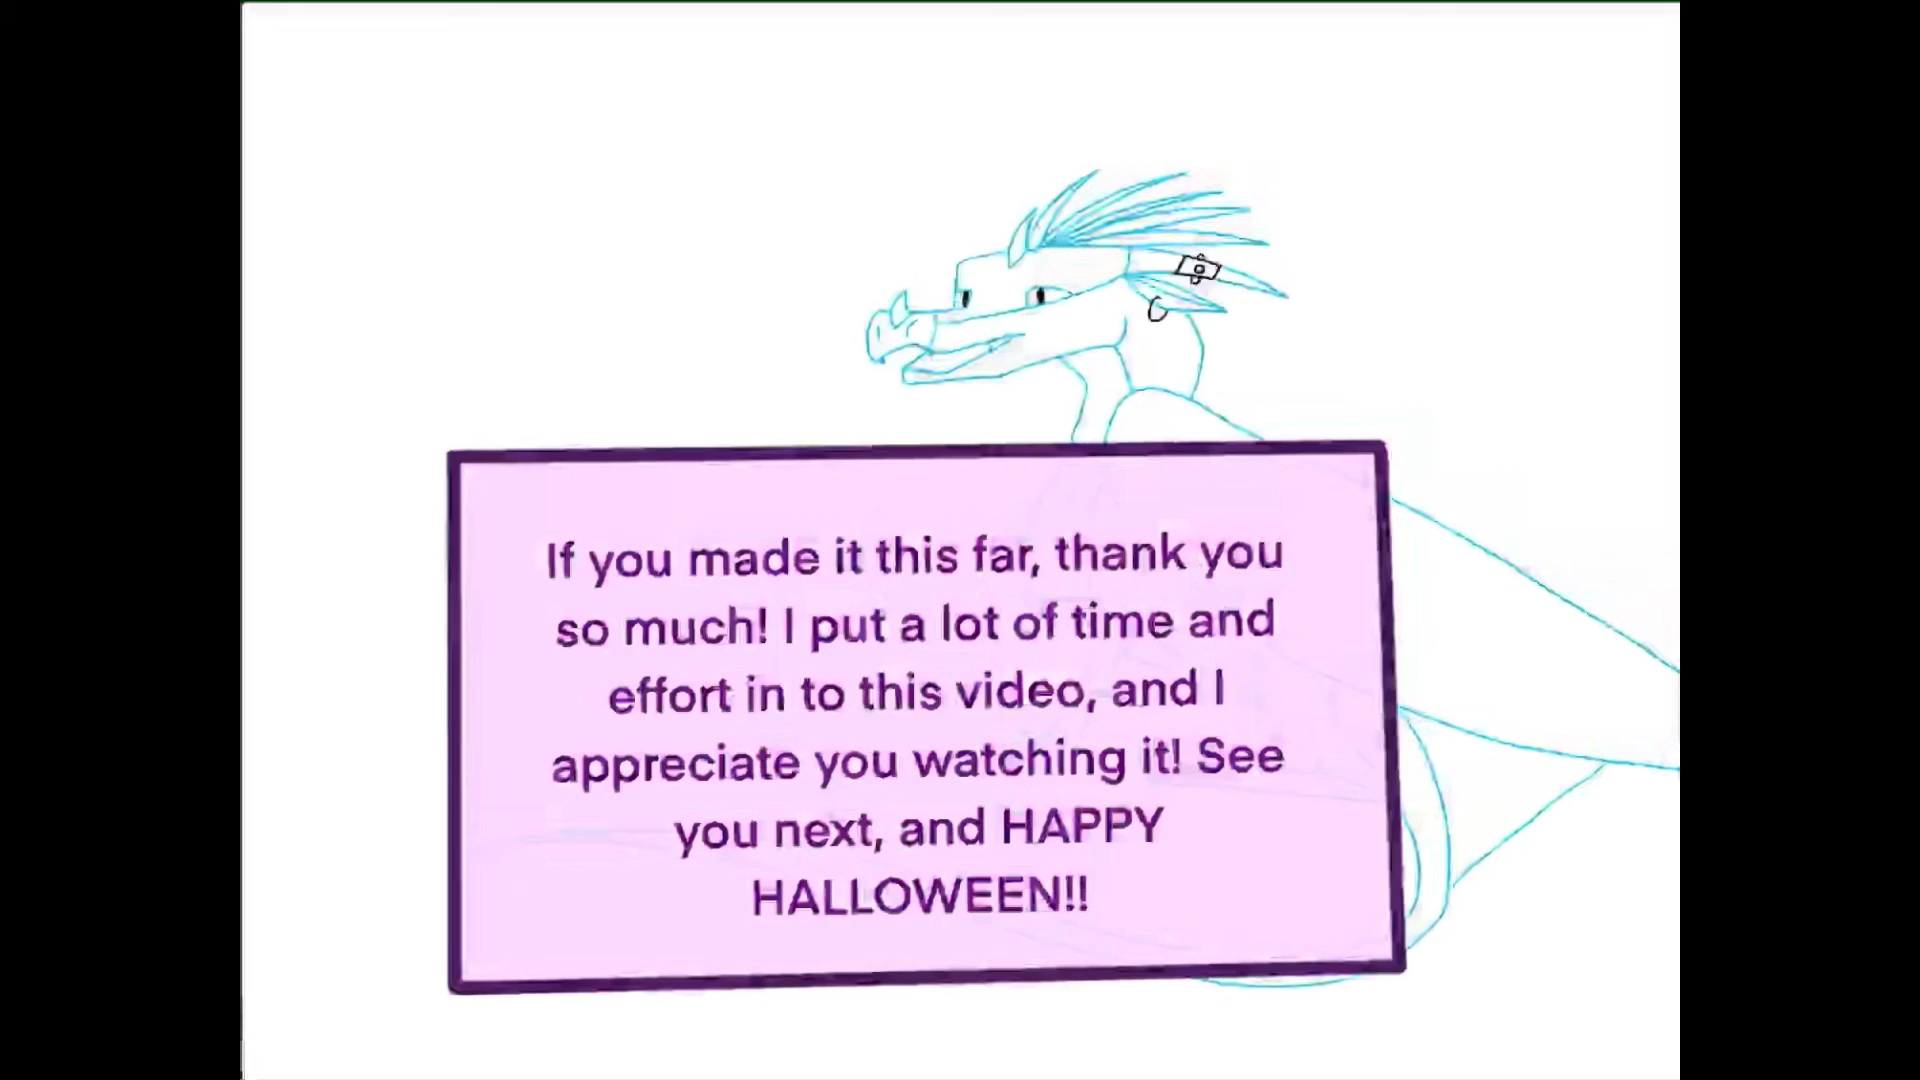 If you made it this far, thank you
so much! I put a lot of time and
effort in to this video, and I
appreciate you watching it! See
you next, and HAPPY
HALLOWEEN!!